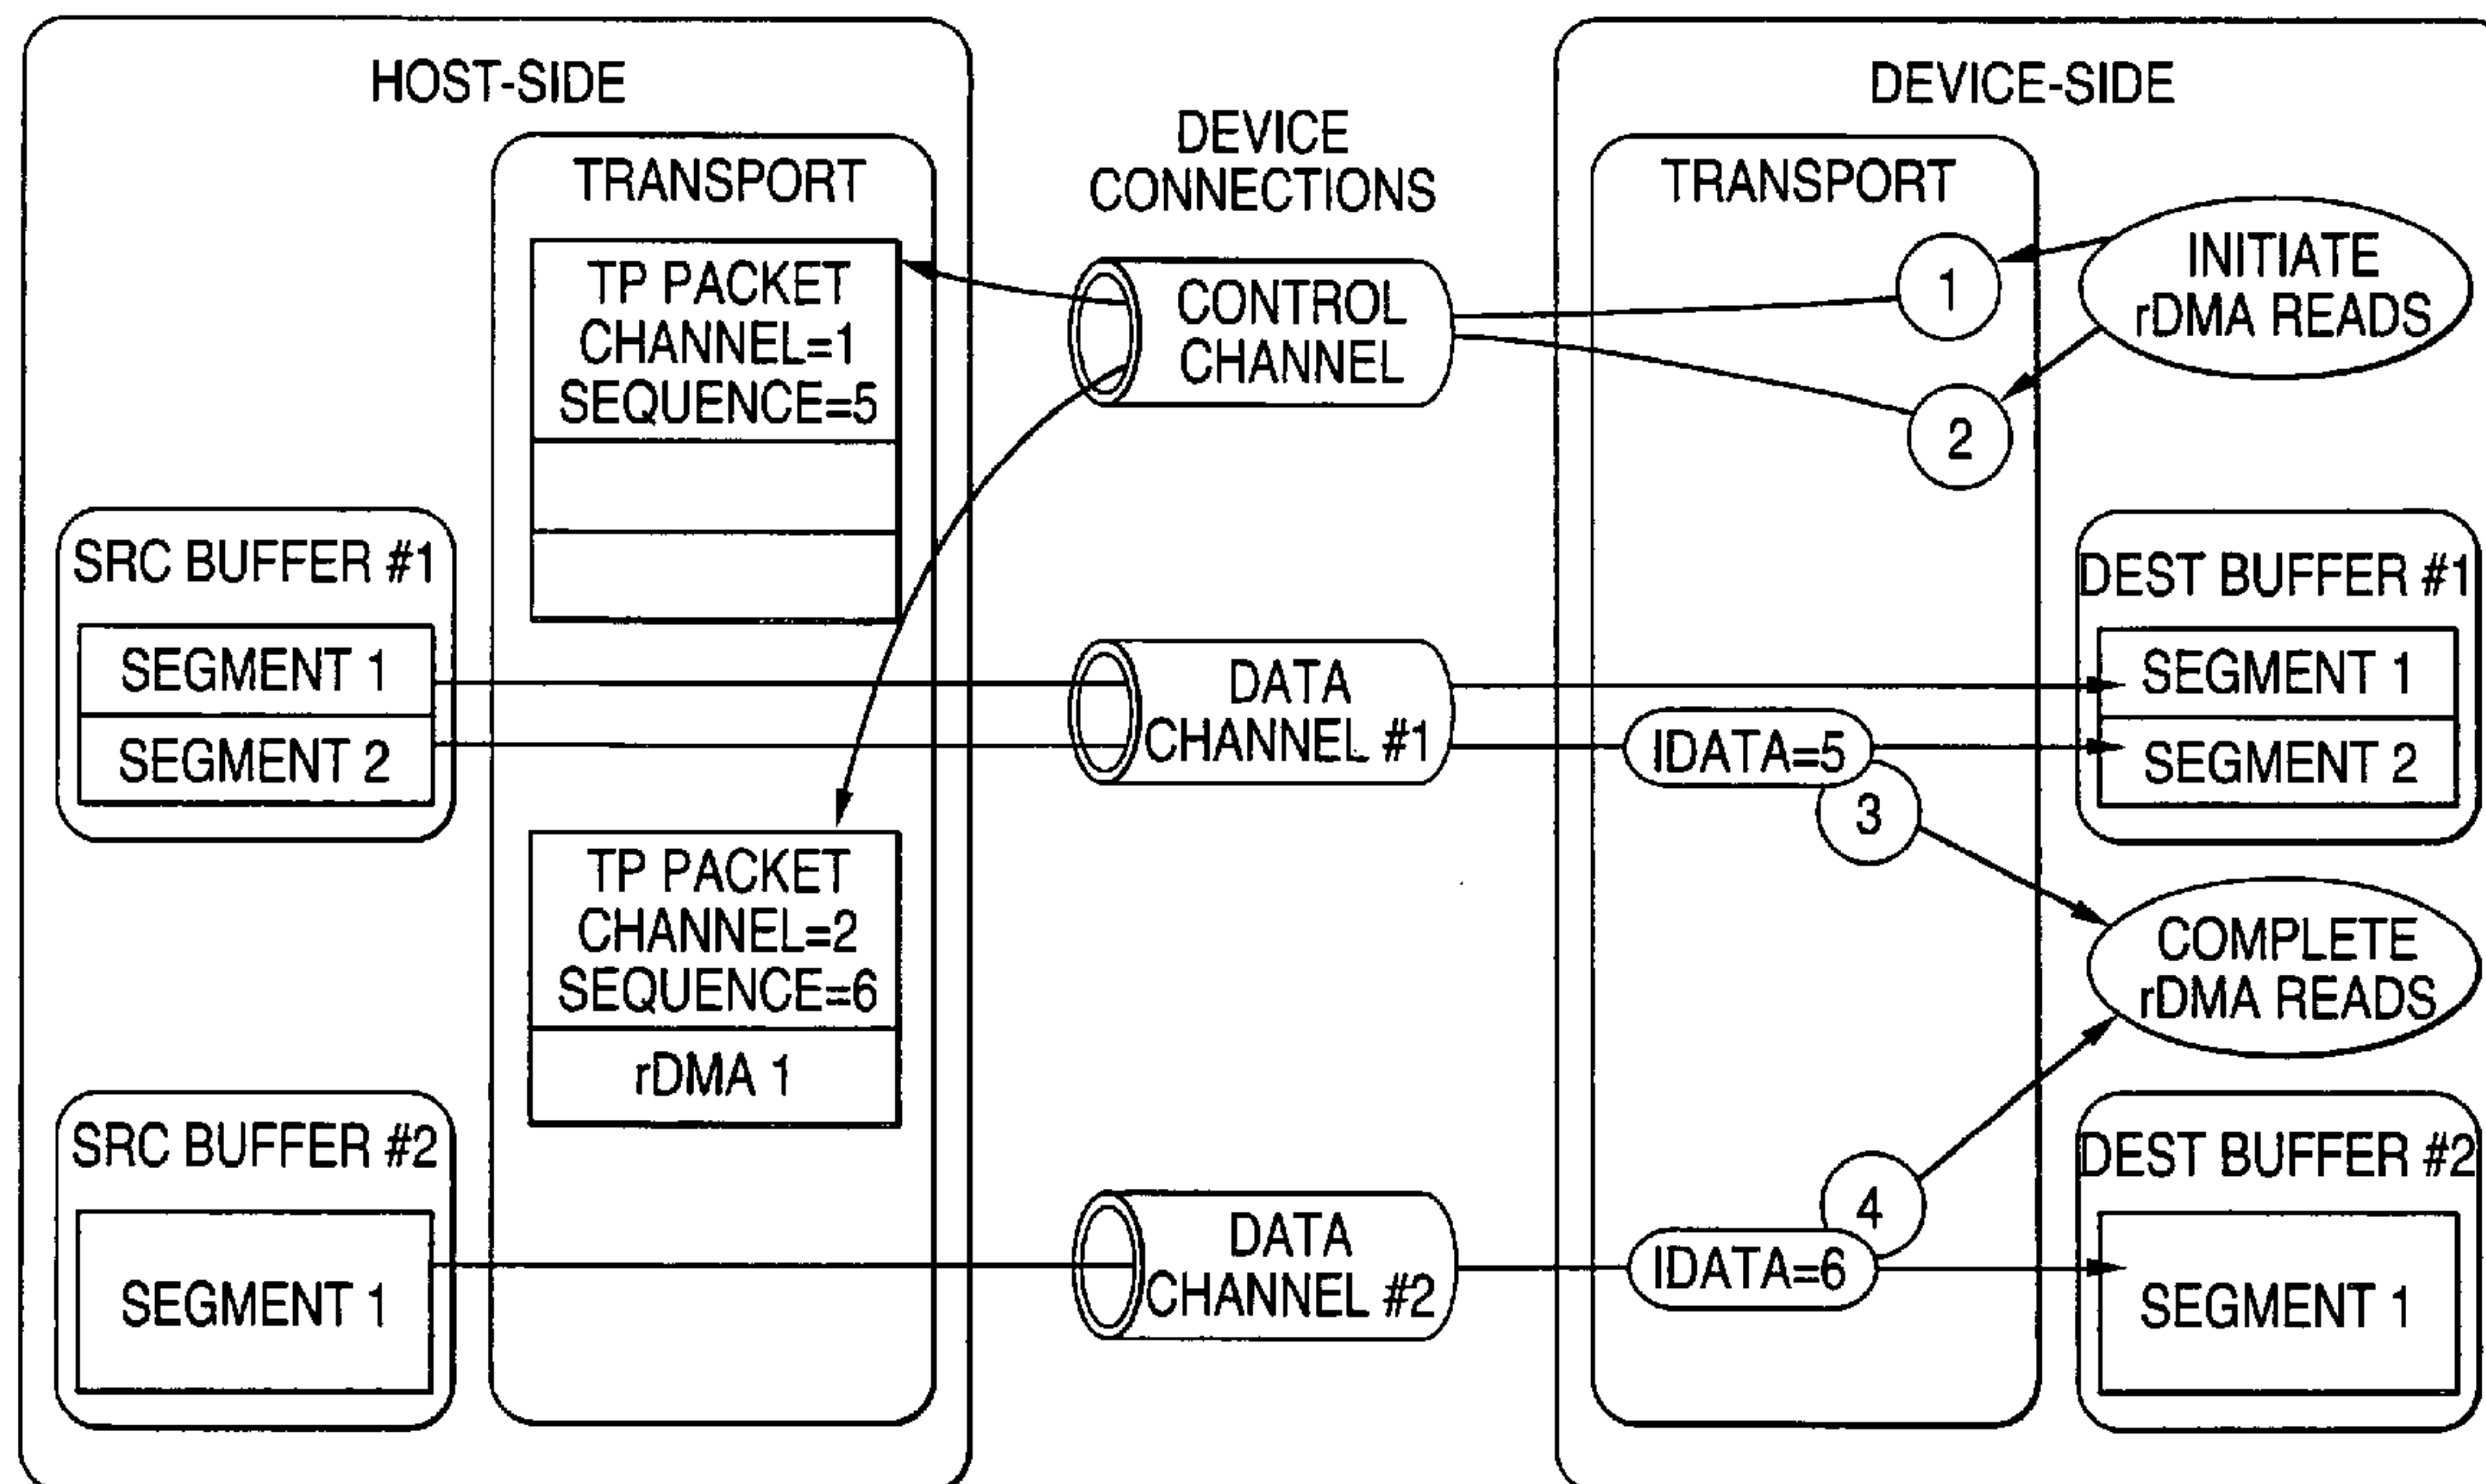 HOST-SIDE
TRANSPORT
TP PACKET
CHANNEL=1
SEQUENCE=5
SRC BUFFER #1
SEGMENT 1
SEGMENT 2
TP PACKET
CHANNEL=2
SEQUENCE=6
rDMA 1
SRC BUFFER #2
SEGMENT 1
DEVICE
CONNECTIONS
CONTROL
CHANNEL
DATA
CHANNEL #1
DATA
CHANNEL #2
DEVICE-SIDE
TRANSPORT
1
2
INITIATE
rDMA READS
IDATA=5
3
DEST BUFFER #1
SEGMENT 1
SEGMENT 2
COMPLETE
rDMA READS
4
IDATA=6
DEST BUFFER #2
SEGMENT 1